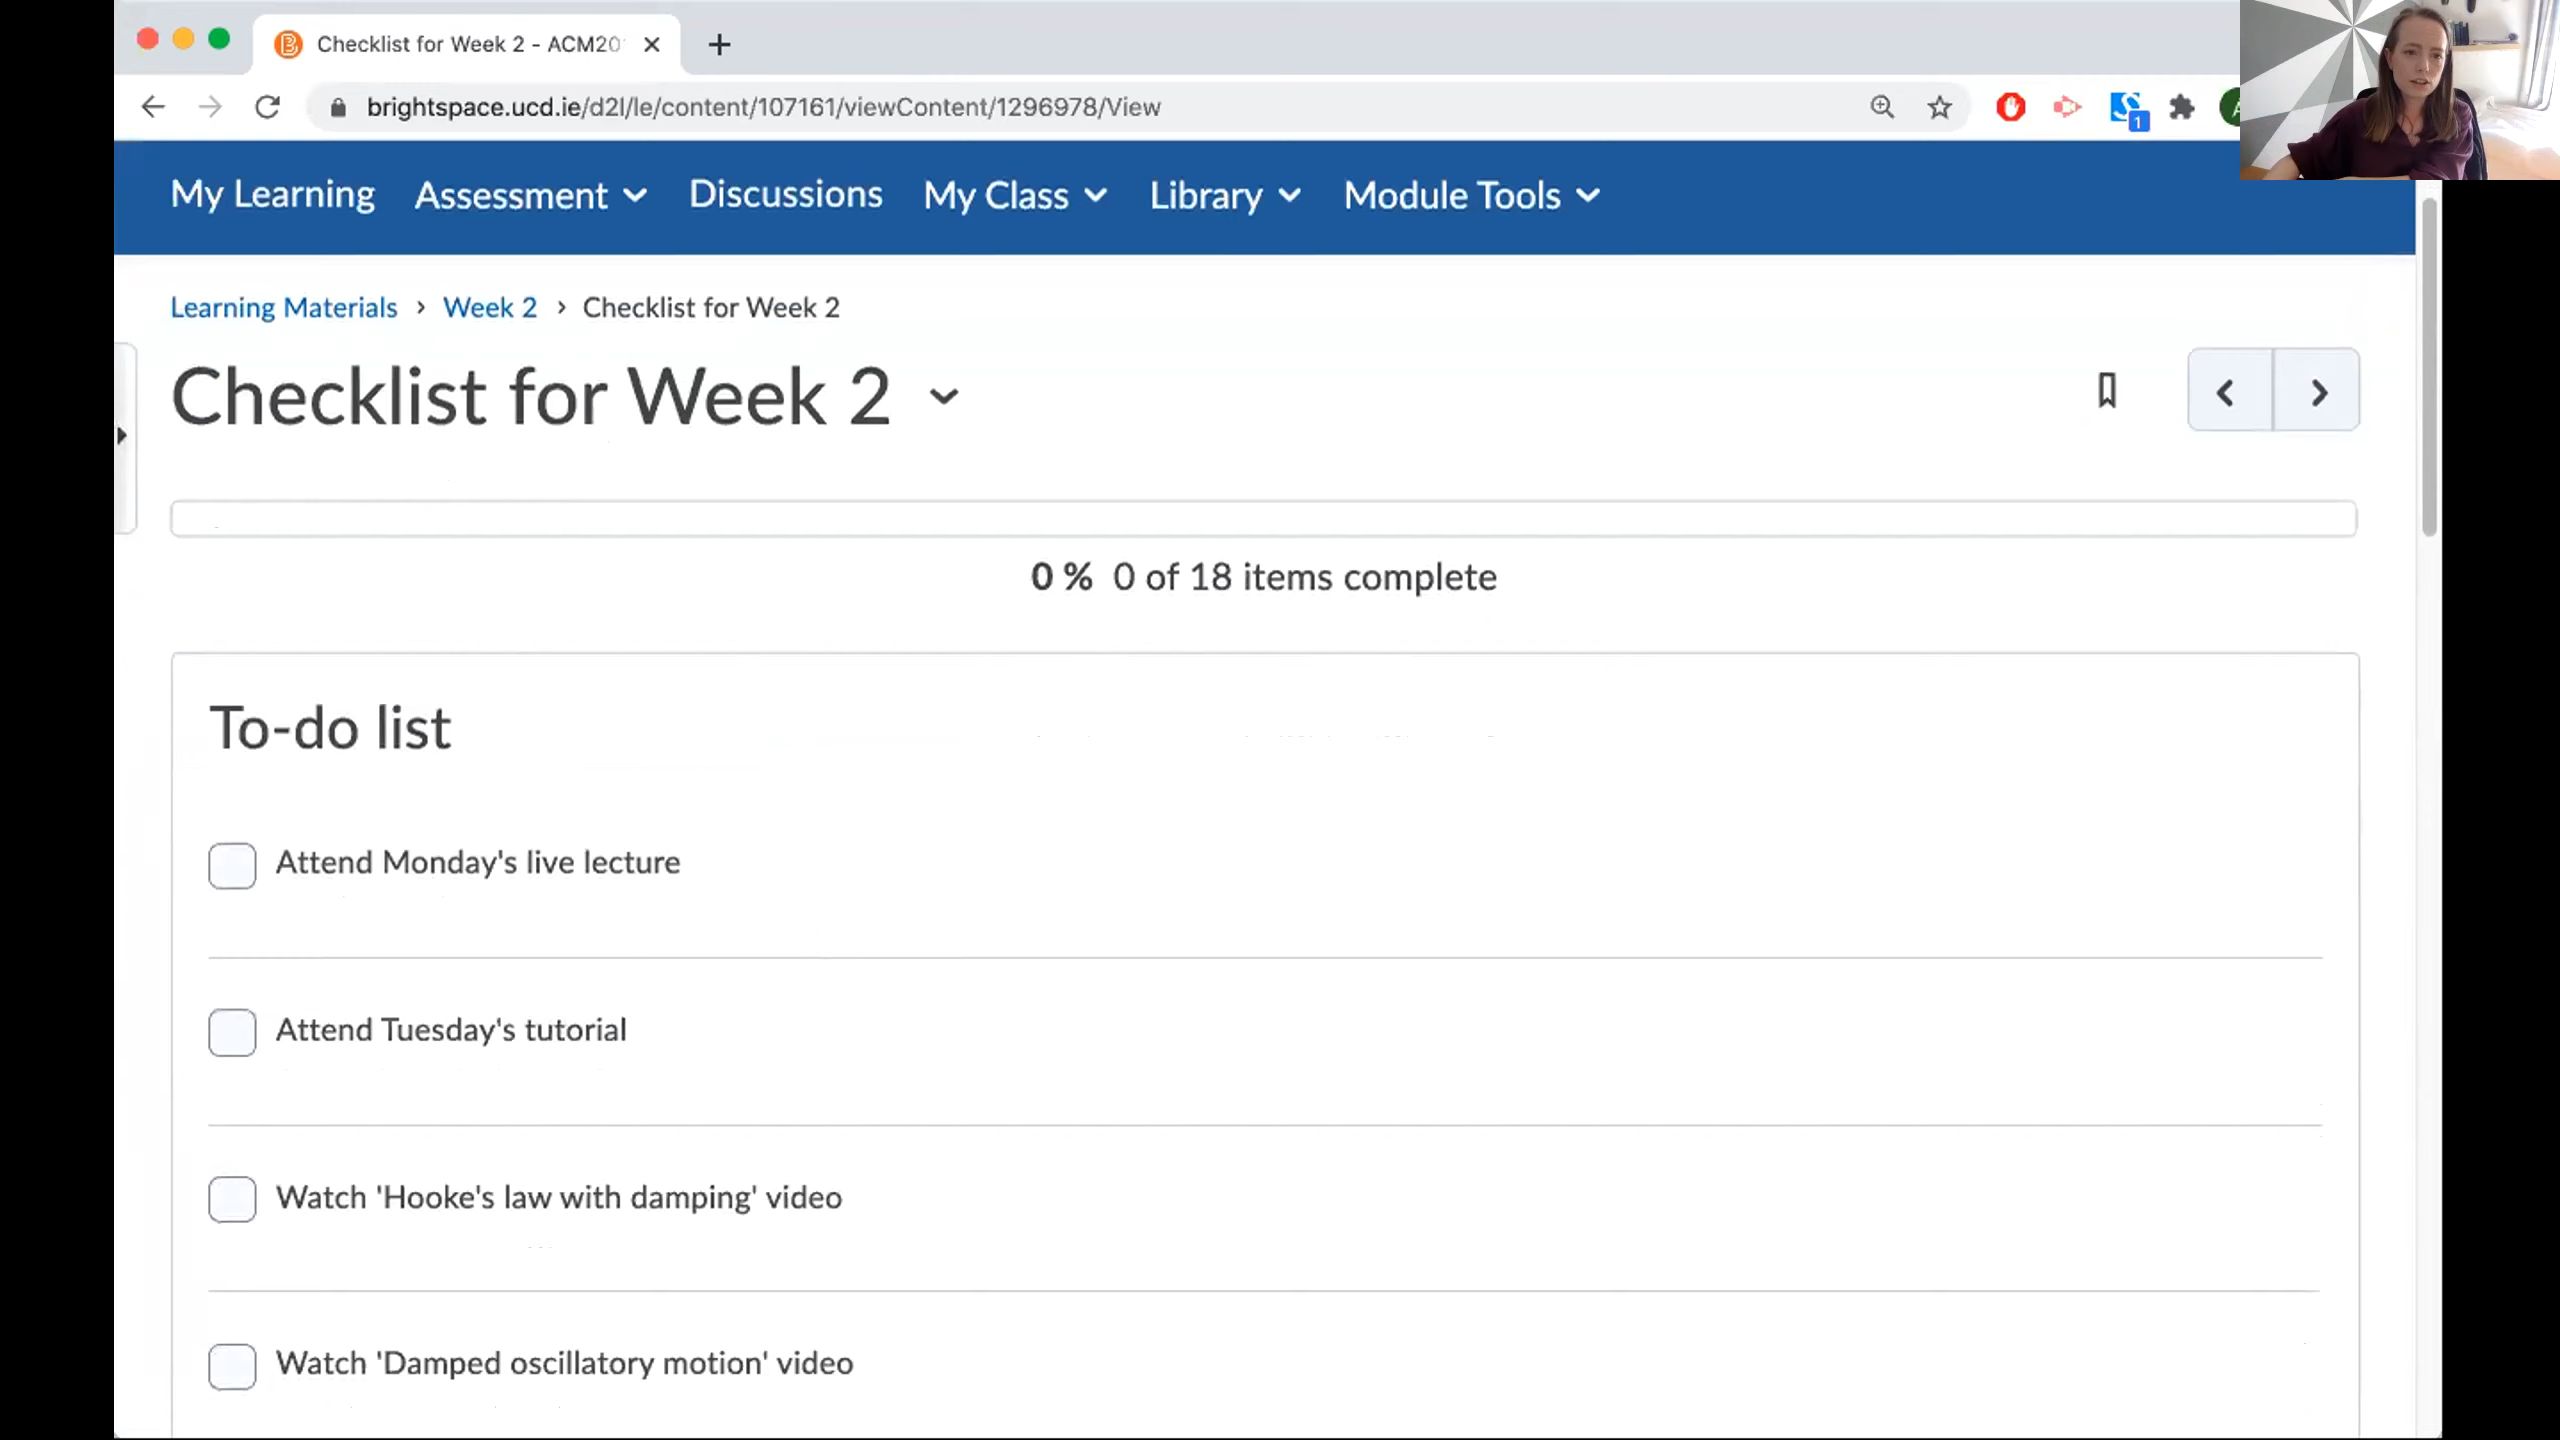 Checklist for Week 2 - ACM20
brightspace.ucd.ie/d2l/le/content/107161/viewContent/1296978/View
1
My Learning Assessment Discussions My Class Library Module Tools
Learning Materials > Week 2 > Checklist for Week 2
Checklist for Week 2
0 % 0 of 18 items complete
To-do list
Attend Monday's live lecture
Attend Tuesday's tutorial
Watch 'Hooke's law with damping' video
Watch 'Damped oscillatory motion' video